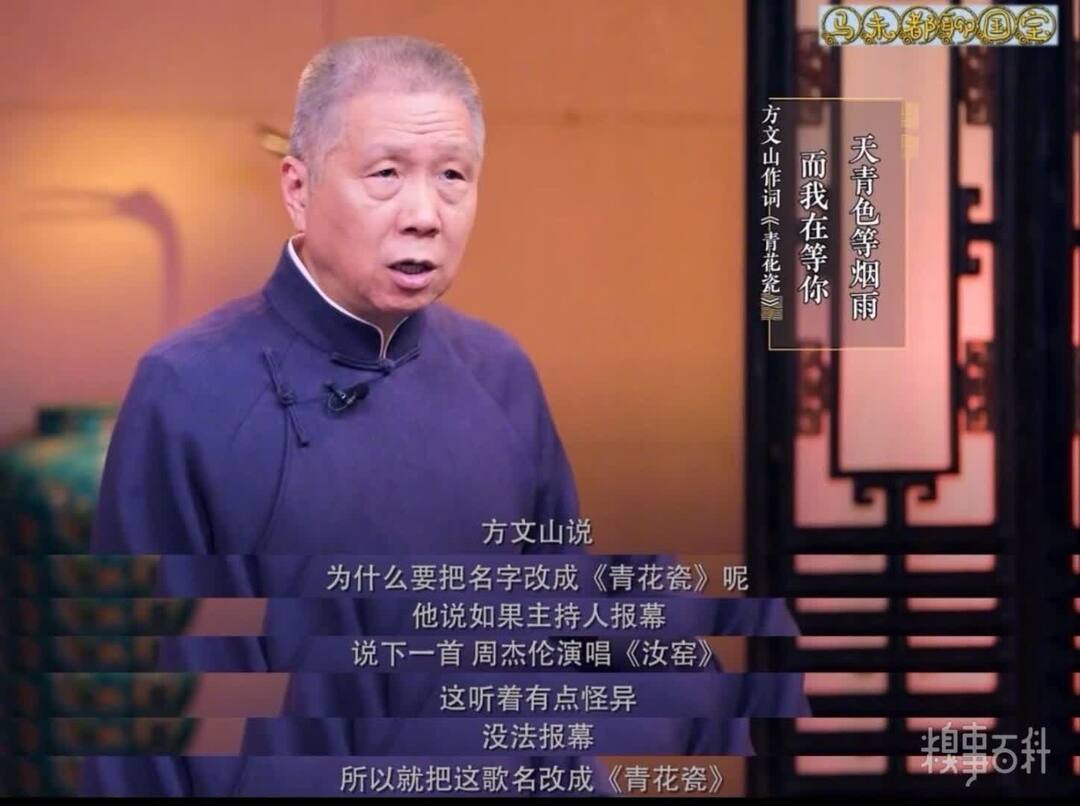 马未都聊国宝
天青色等烟雨
而我在等你
方文山作词《青花瓷》
方文山说
为什么要把名字改成《青花瓷》呢
他说如果主持人报幕
说下一首 周杰伦演唱《汝窑》
这听着有点怪异
没法报幕
所以就把这歌名改成《青花瓷》
糗事百科